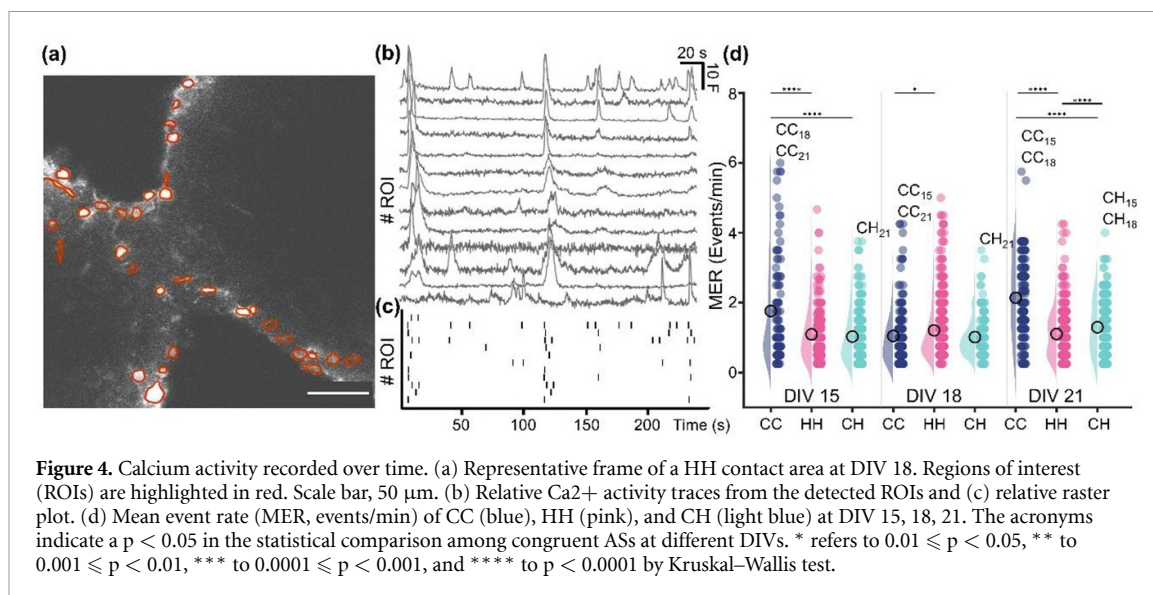 (a)
(b)
20 s
10 F
# ROI
(c)
# ROI
50 100 150 200 Time (s)
(d)
MER (Events/min)
8
6
4
2
0
**** * ****
**** **** ****
CC18
CC21
CH21
CC15
CC21
CH21
CC15
CC18
CH15
CH18
DIV 15 DIV 18 DIV 21
CC HH CH CC HH CH CC HH CH
Figure 4. Calcium activity recorded over time. (a) Representative frame of a HH contact area at DIV 18. Regions of interest
(ROIs) are highlighted in red. Scale bar, 50 μm. (b) Relative Ca2+ activity traces from the detected ROIs and (c) relative raster
plot. (d) Mean event rate (MER, events/min) of CC (blue), HH (pink), and CH (light blue) at DIV 15, 18, 21. The acronyms
indicate a p < 0.05 in the statistical comparison among congruent ASs at different DIVs. * refers to 0.01 ⩽ p < 0.05, ** to
0.001 ⩽ p < 0.01, *** to 0.0001 ⩽ p < 0.001, and **** to p < 0.0001 by Kruskal–Wallis test.